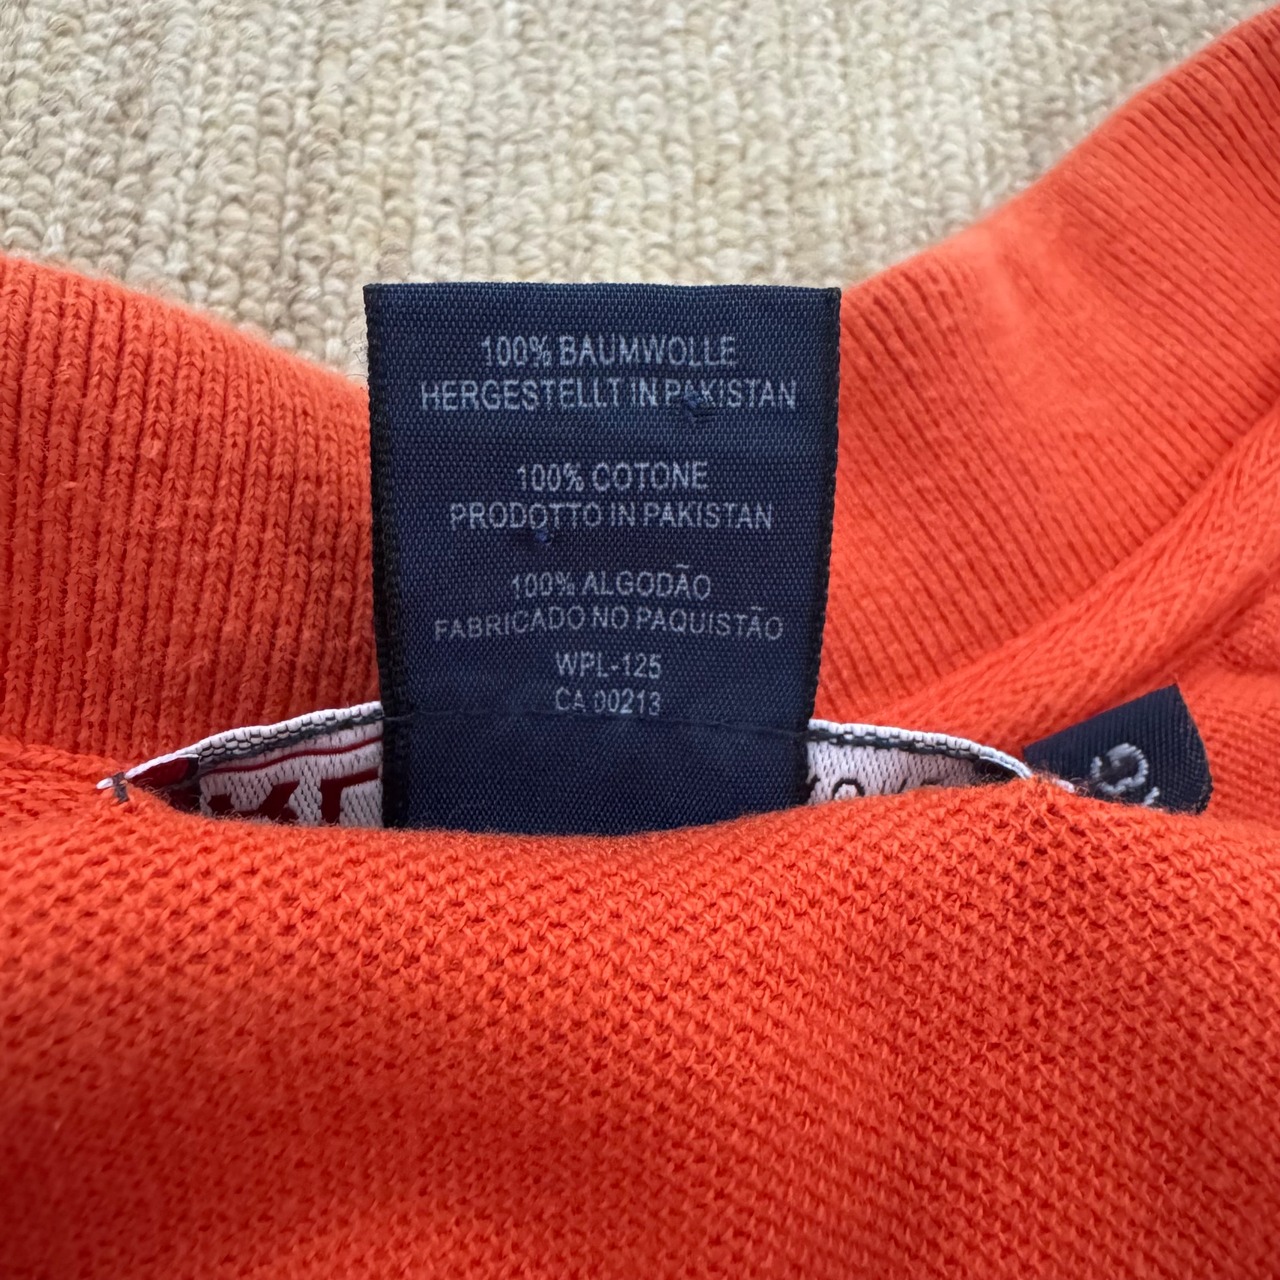 100% BAUMWOLLE
HERGESTELLT IN PAKISTAN
100% COTONE
PRODOTTO IN PAKISTAN
100% ALGODÃO
FABRICADO NO PAQUISTÃO
WPL-125
CA 00213